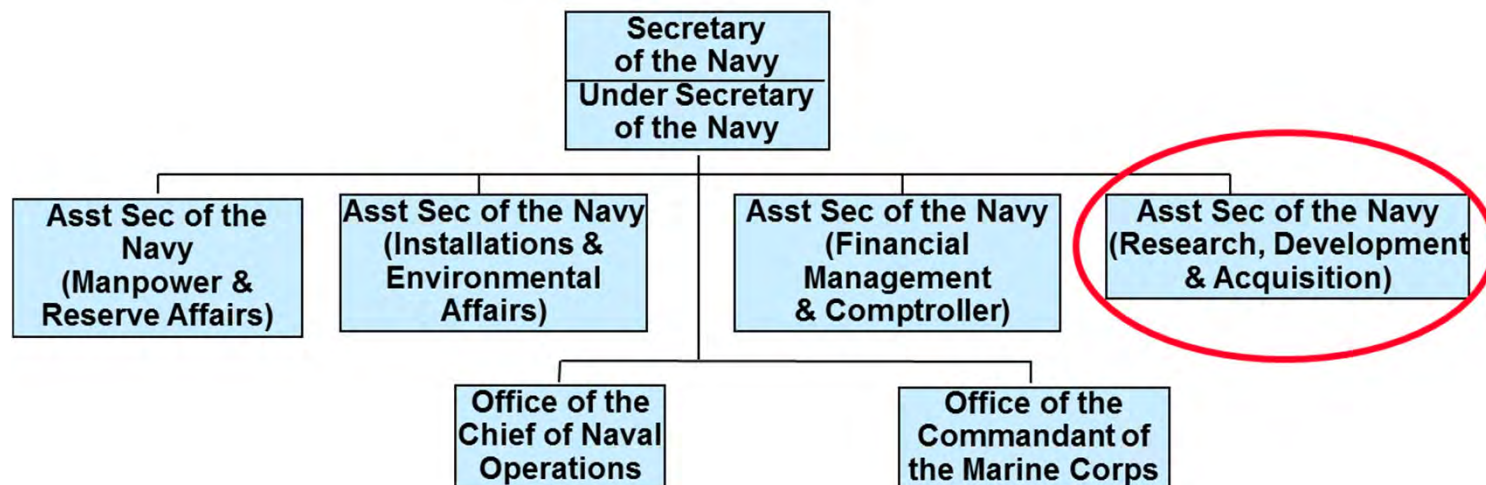 Secretary
of the Navy
Under Secretary
of the Navy
Asst Sec of the
Navy
(Manpower &
Reserve Affairs)
Asst Sec of the Navy
(Installations &
Environmental
Affairs)
Asst Sec of the Navy
(Financial
Management
& Comptroller)
Asst Sec of the Navy
(Research, Development
& Acquisition)
Office of the
Chief of Naval
Operations
Office of the
Commandant of
the Marine Corps